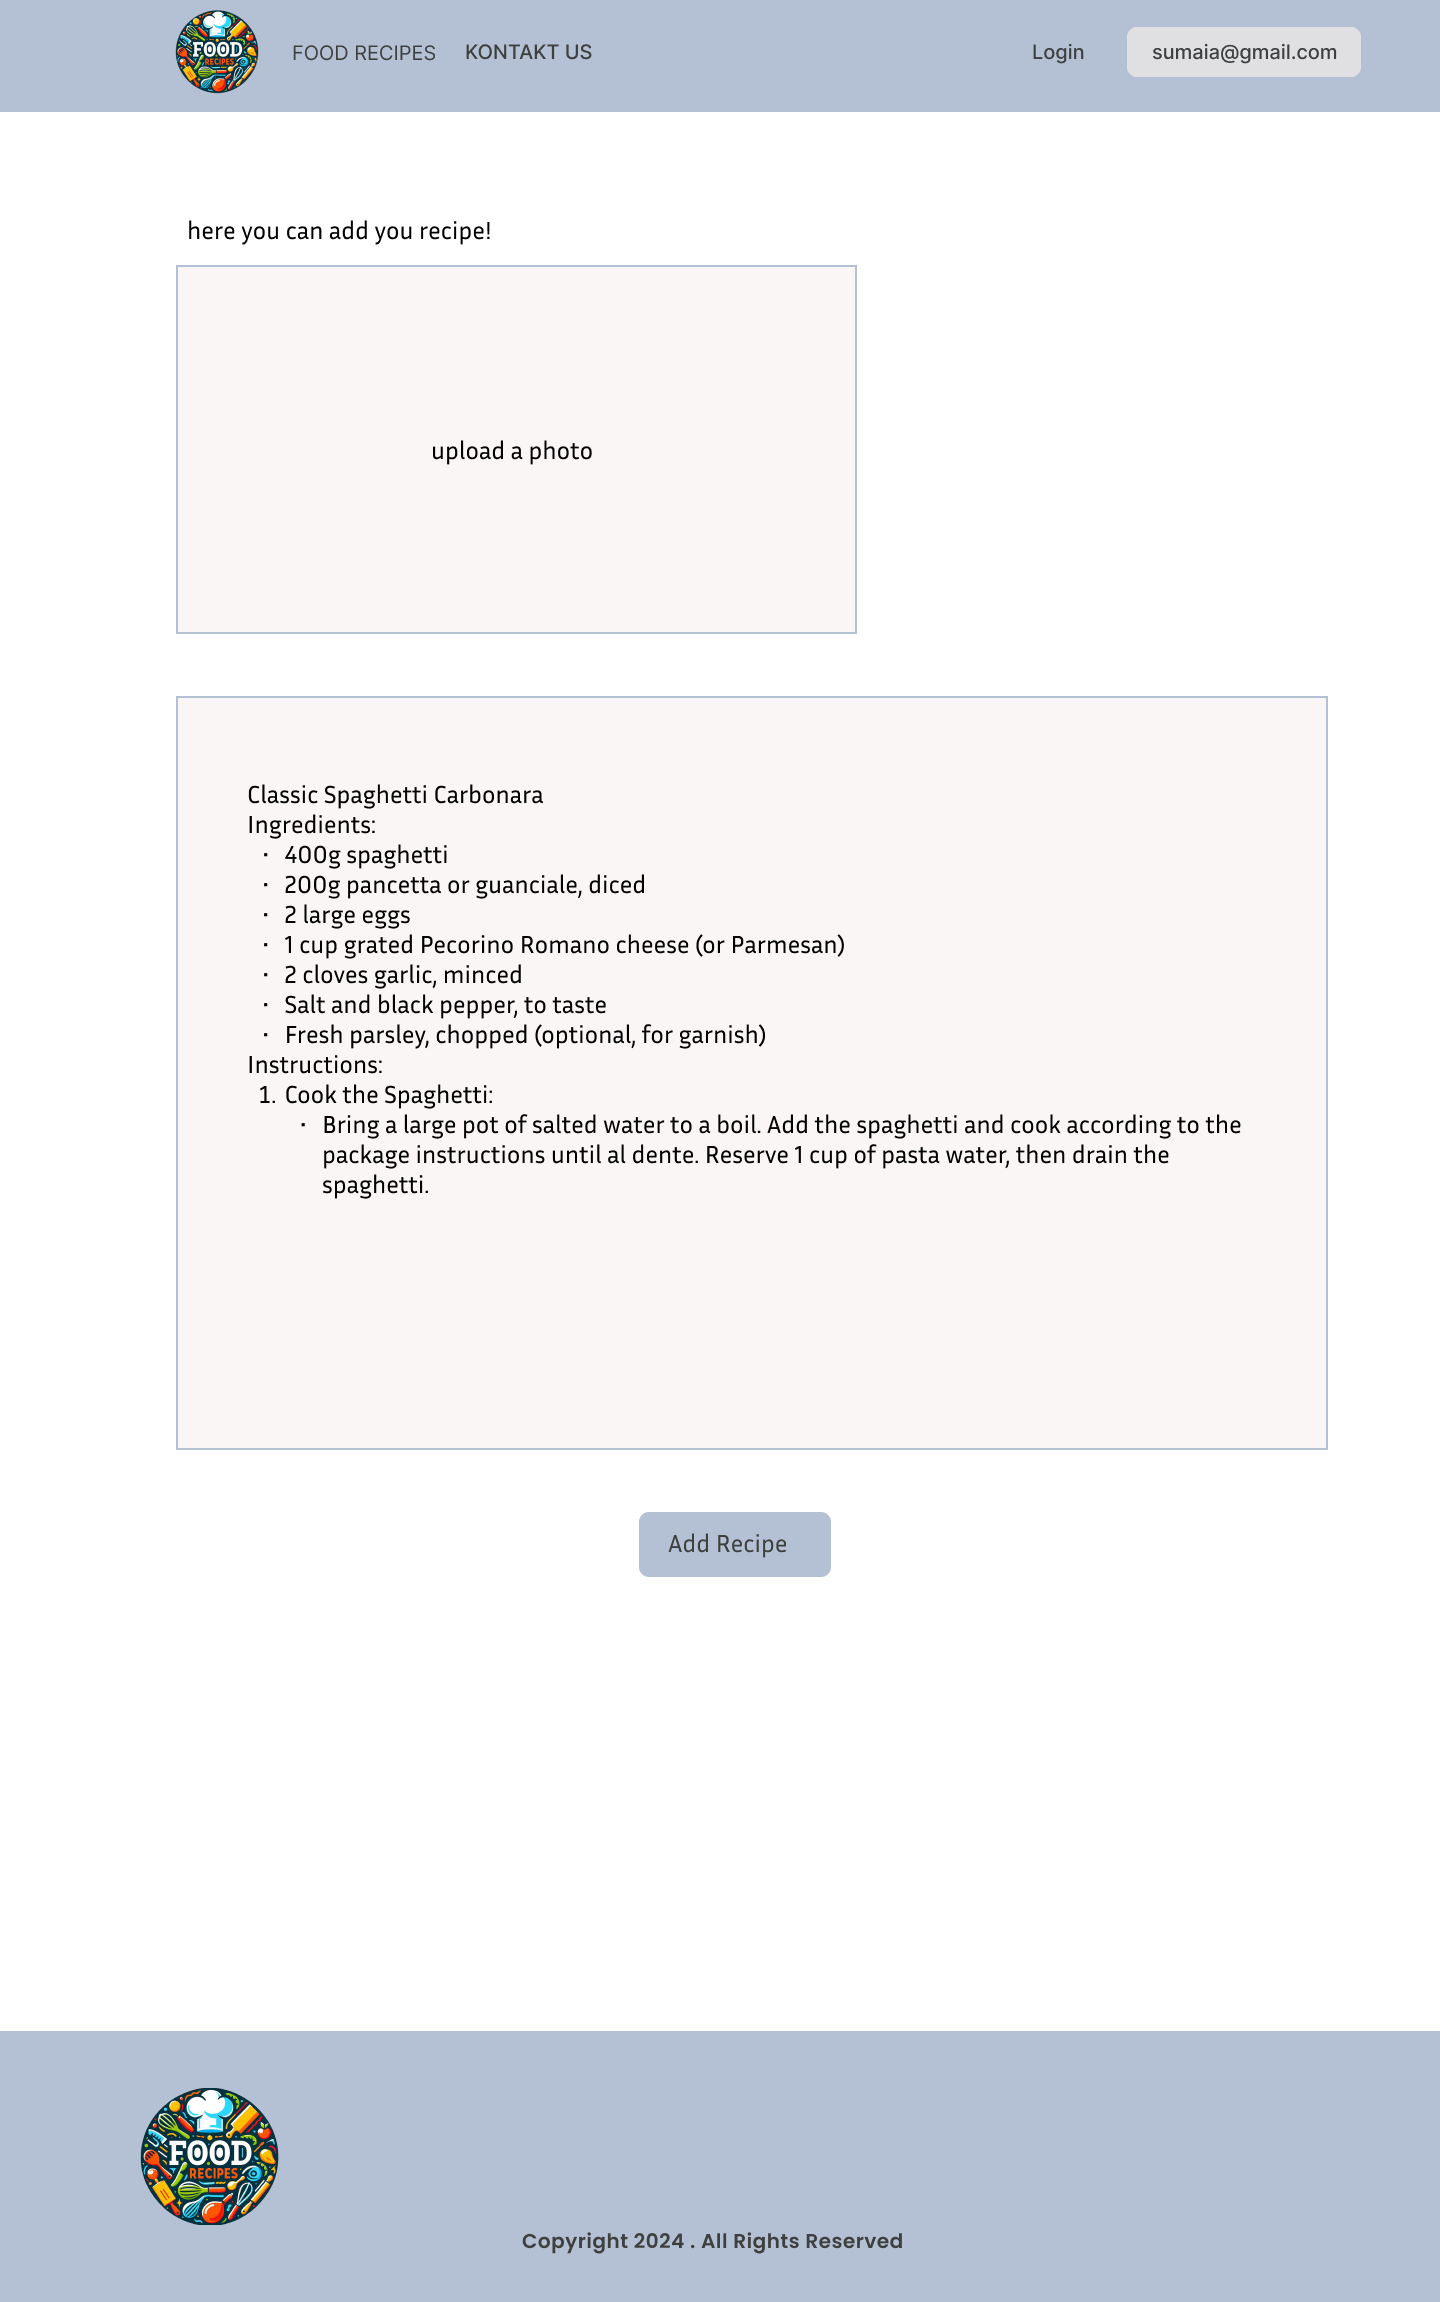 FOOD
RECIPES
FOOD RECIPES
KONTAKT US
Login
sumaia@gmail.com
here you can add you recipe!
upload a photo
Classic Spaghetti Carbonara
Ingredients:
· 400g spaghetti
· 200g pancetta or guanciale, diced
· 2 large eggs
· 1 cup grated Pecorino Romano cheese (or Parmesan)
· 2 cloves garlic, minced
· Salt and black pepper, to taste
· Fresh parsley, chopped (optional, for garnish)
Instructions:
1. Cook the Spaghetti:
· Bring a large pot of salted water to a boil. Add the spaghetti and cook according to the
package instructions until al dente. Reserve 1 cup of pasta water, then drain the
spaghetti.
Add Recipe
FOOD
RECIPES
Copyright 2024 . All Rights Reserved